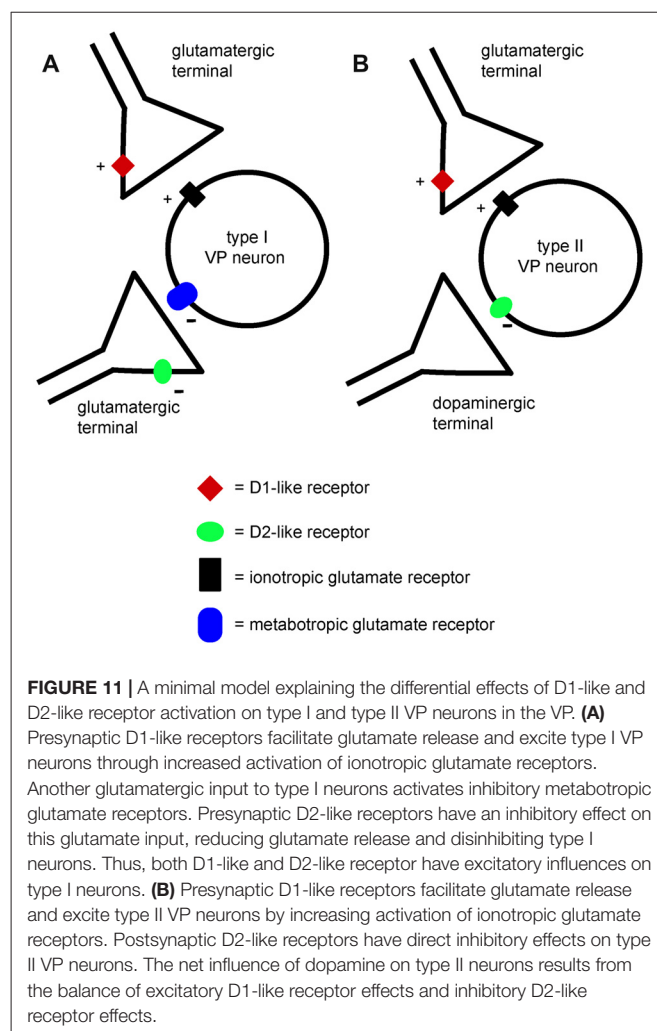 A
glutamatergic
terminal
+
+
type I
VP neuron
-
-
glutamatergic
terminal
B
glutamatergic
terminal
+
+
type II
VP neuron
-
dopaminergic
terminal
= D1-like receptor
= D2-like receptor
= ionotropic glutamate receptor
= metabotropic glutamate receptor
FIGURE 11 | A minimal model explaining the differential effects of D1-like and
D2-like receptor activation on type I and type II VP neurons in the VP. (A)
Presynaptic D1-like receptors facilitate glutamate release and excite type I VP
neurons through increased activation of ionotropic glutamate receptors.
Another glutamatergic input to type I neurons activates inhibitory metabotropic
glutamate receptors. Presynaptic D2-like receptors have an inhibitory effect on
this glutamate input, reducing glutamate release and disinhibiting type I
neurons. Thus, both D1-like and D2-like receptor have excitatory influences on
type I neurons. (B) Presynaptic D1-like receptors facilitate glutamate release
and excite type II VP neurons by increasing activation of ionotropic glutamate
receptors. Postsynaptic D2-like receptors have direct inhibitory effects on type
II VP neurons. The net influence of dopamine on type II neurons results from
the balance of excitatory D1-like receptor effects and inhibitory D2-like
receptor effects.